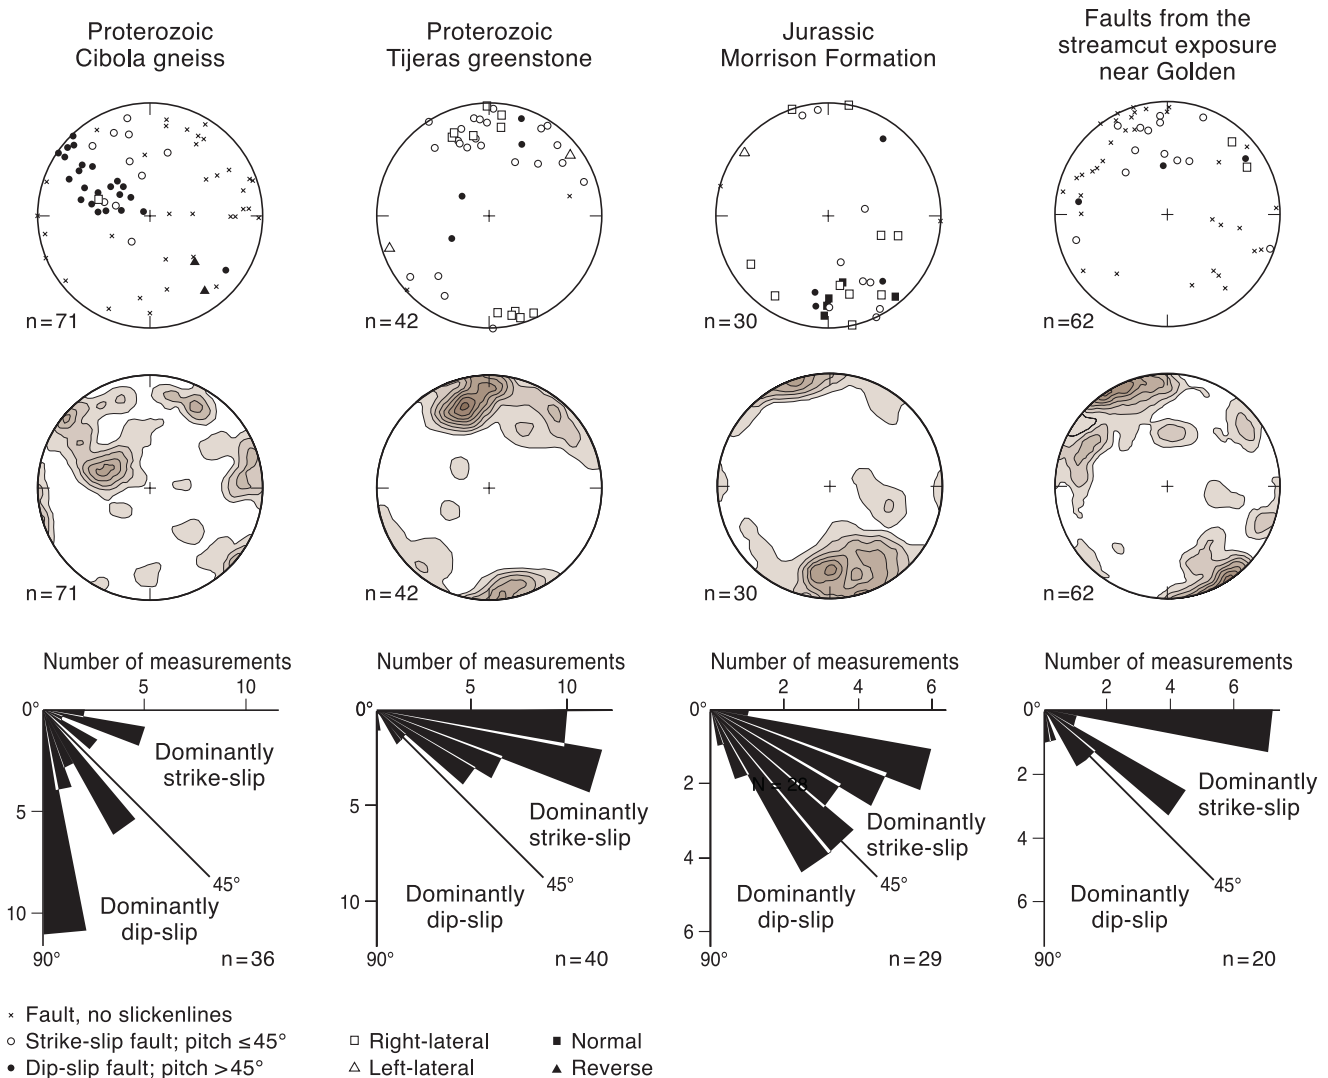 Proterozoic
Cibola gneiss
Proterozoic
Tijeras greenstone
Jurassic
Morrison Formation
Faults from the
streamcut exposure
near Golden
n=71
n=42
n=30
n=62
n=71
n=42
n=30
n=62
Number of measurements
5 10
0°
5
10
90°
Dominantly
strike-slip
45°
Dominantly
dip-slip
n=36
Number of measurements
5 10
0°
5
10
90°
Dominantly
strike-slip
45°
Dominantly
dip-slip
n=40
Number of measurements
2 4 6
0°
2
4
6
90°
N = 28
Dominantly
strike-slip
45°
Dominantly
dip-slip
n=29
Number of measurements
2 4 6
0°
2
4
6
90°
Dominantly
strike-slip
45°
Dominantly
dip-slip
n=20
× Fault, no slickenlines
○ Strike-slip fault; pitch ≤45°
● Dip-slip fault; pitch >45°
□ Right-lateral
△ Left-lateral
■ Normal
▲ Reverse